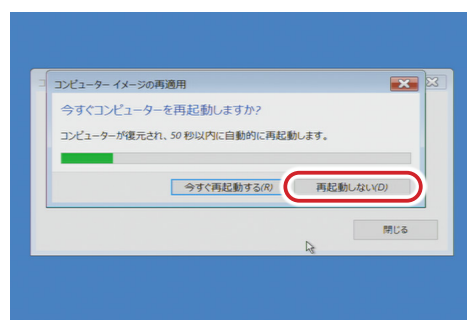 コンピューター イメージの再適用
今すぐコンピューターを再起動しますか?
コンピューターが復元され、50 秒以内に自動的に再起動します。
今すぐ再起動する(R)
再起動しない(D)
閉じる